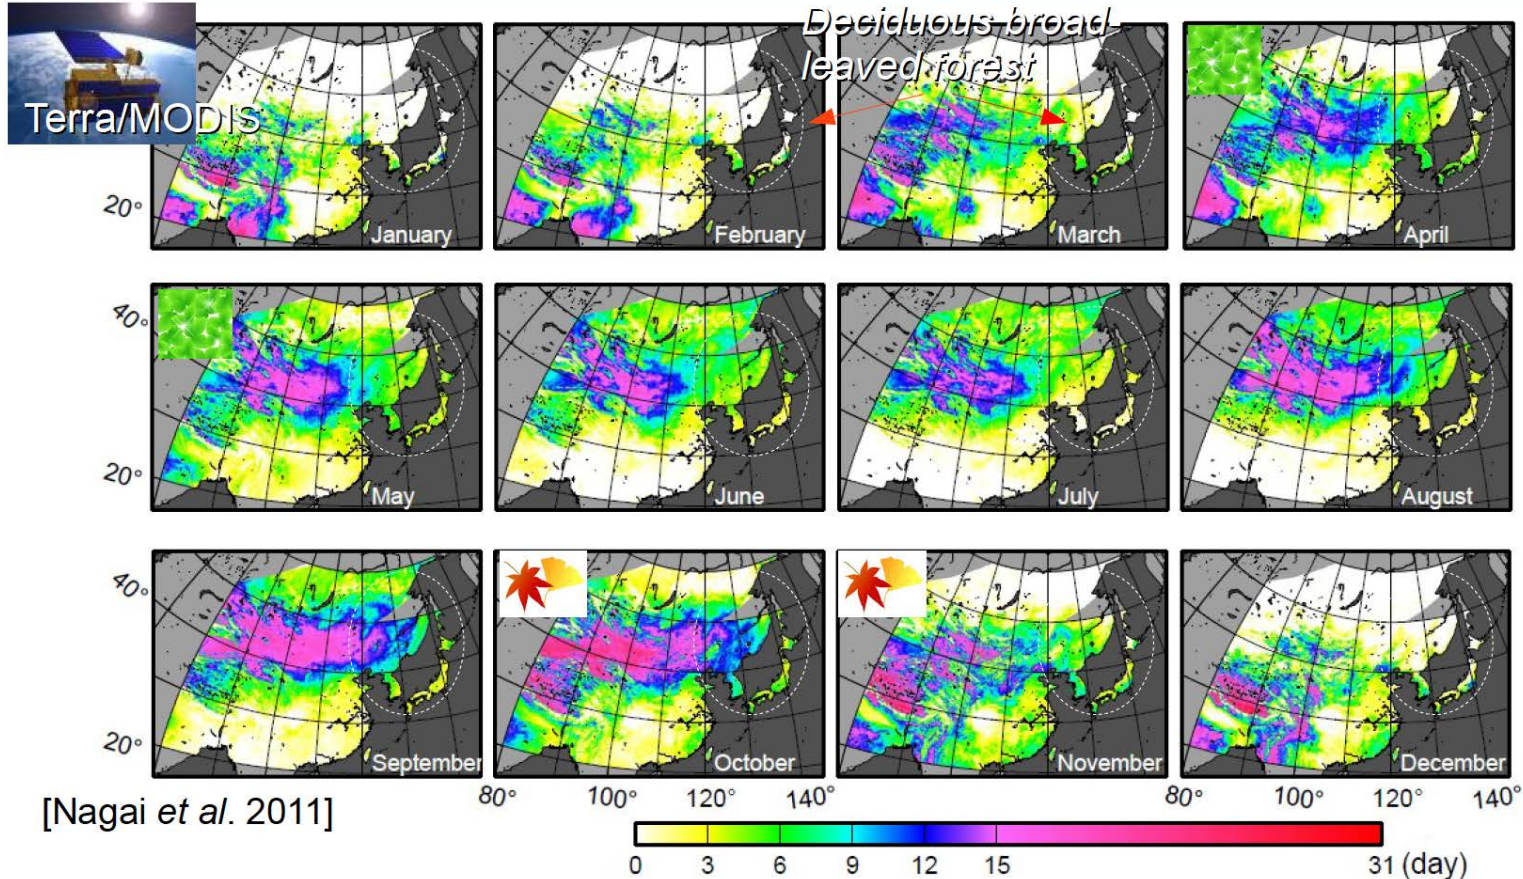 Deciduous broad-
leaved forest
Terra/MODIS
20°
January
February
March
April
40°
20°
May
June
July
August
40°
20°
September
October
November
December
80° 100° 120° 140°
80° 100° 120° 140°
[Nagai et al. 2011]
0 3 6 9 12 15 31 (day)